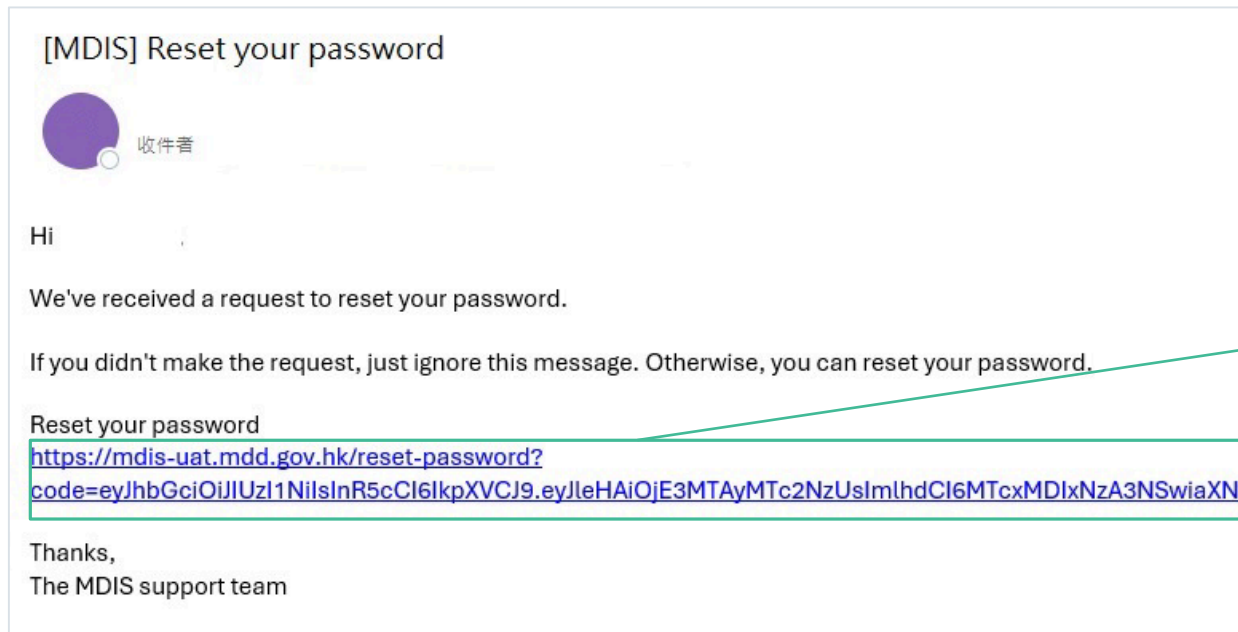 [MDIS] Reset your password
收件者
Hi ,
We've received a request to reset your password.
If you didn't make the request, just ignore this message. Otherwise, you can reset your password.
Reset your password
https://mdis-uat.mdd.gov.hk/reset-password?
code=eyJhbGciOiJIUzI1NiIsInR5cCI6IkpXVCJ9.eyJleHAiOjE3MTAyMTc2NzUsImlhdCI6MTcxMDIxNzA3NSwiaXN
Thanks,
The MDIS support team